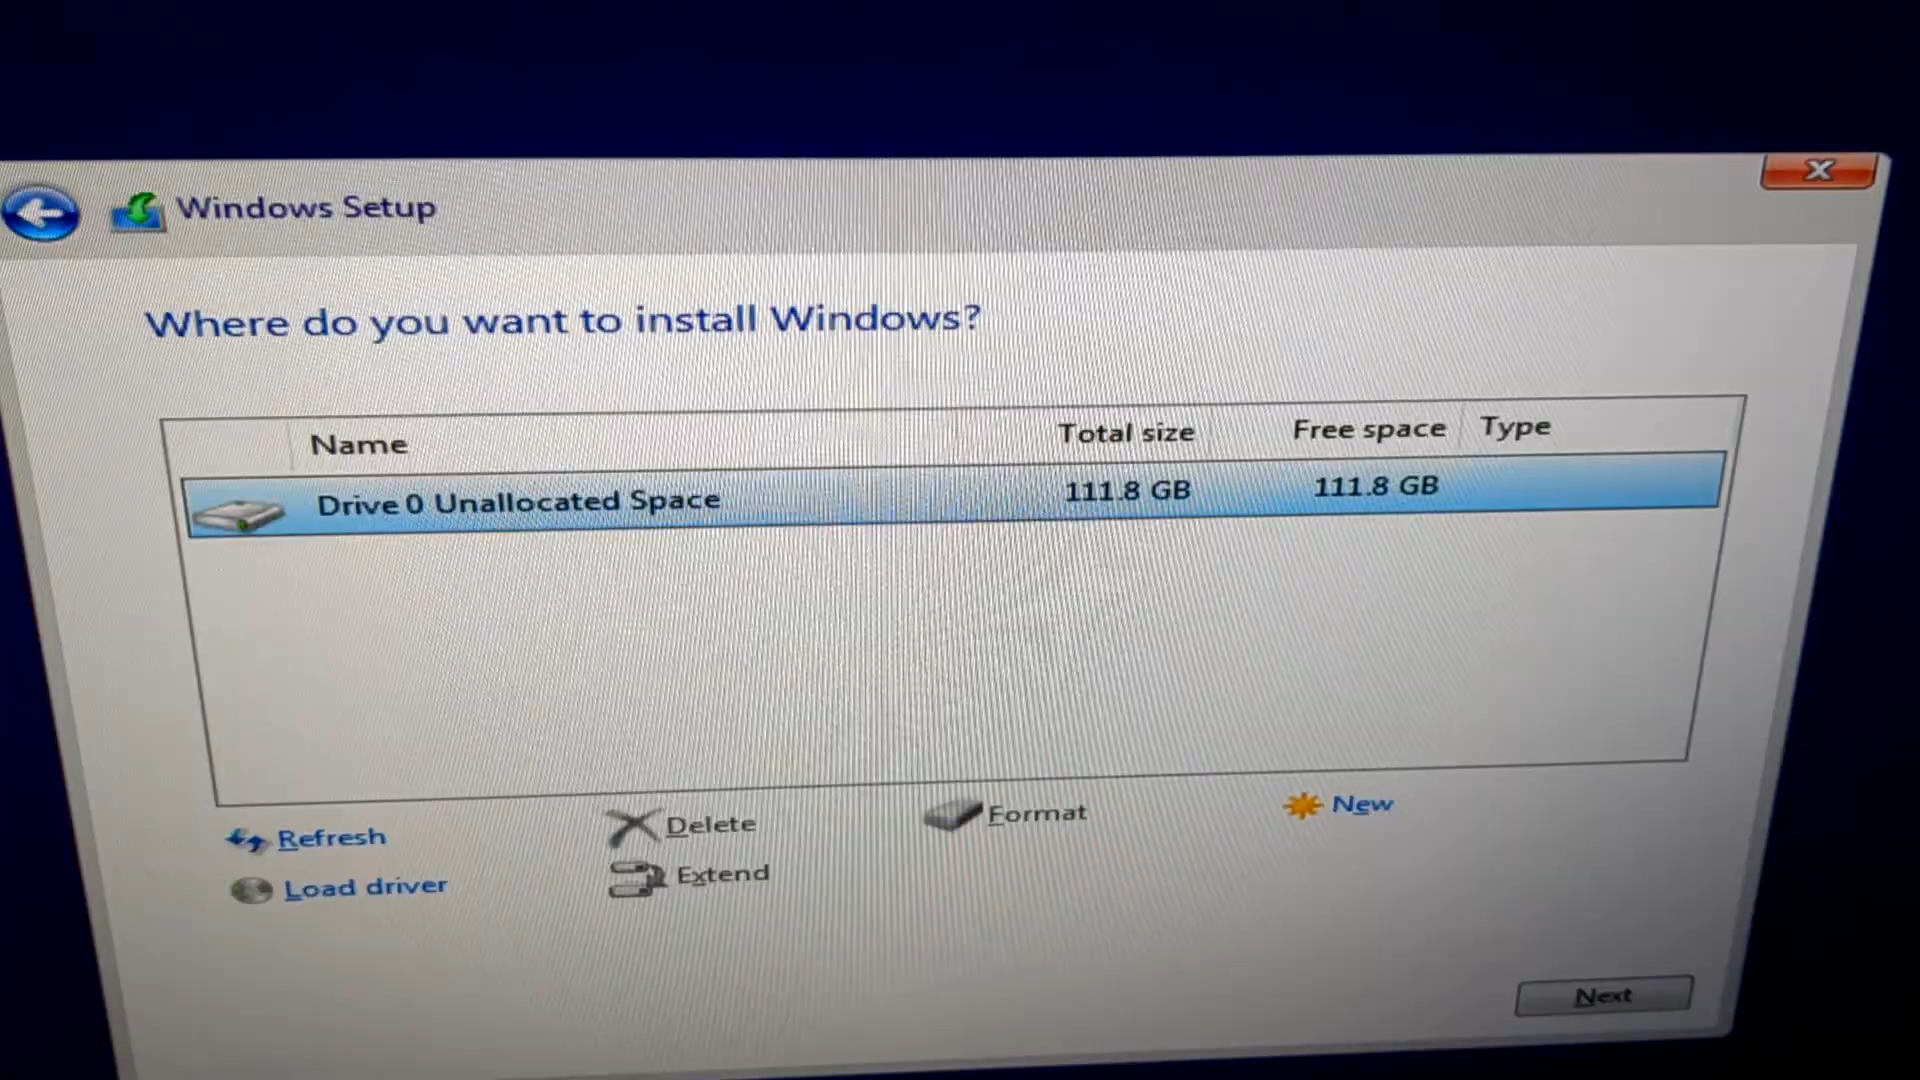 Windows Setup
Where do you want to install Windows?
Name Total size Free space Type
Drive 0 Unallocated Space 111.8 GB 111.8 GB
Refresh Delete Format New
Load driver Extend
Next